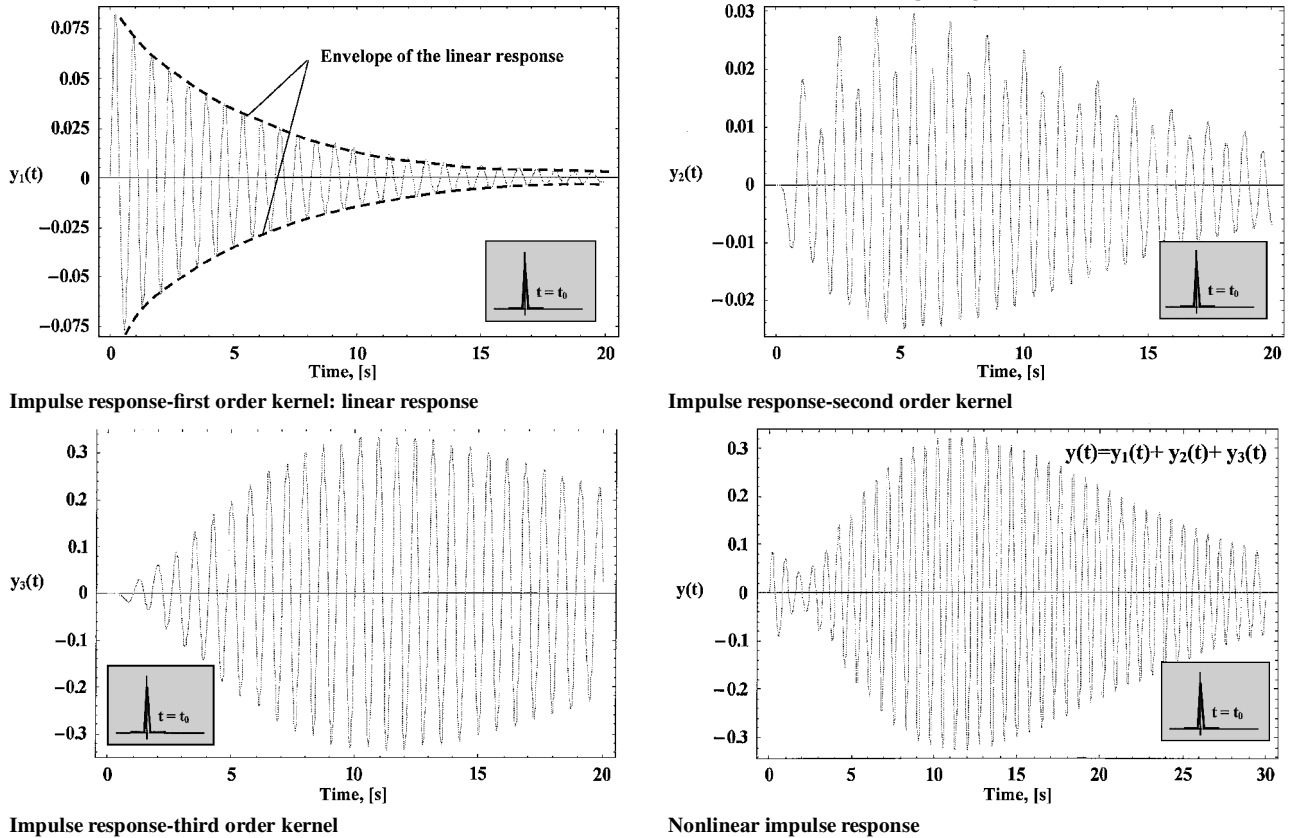 0.075
0.05
0.025
0
−0.025
−0.05
−0.075
y1(t)
Envelope of the linear response
t = t0
0 5 10 15 20
Time, [s]
Impulse response-first order kernel: linear response
0.03
0.02
0.01
0
−0.01
−0.02
y2(t)
t = t0
0 5 10 15 20
Time, [s]
Impulse response-second order kernel
0.3
0.2
0.1
0
−0.1
−0.2
−0.3
y3(t)
t = t0
0 5 10 15 20
Time, [s]
Impulse response-third order kernel
0.3
0.2
0.1
0
−0.1
−0.2
−0.3
y(t)
y(t)=y1(t)+ y2(t)+ y3(t)
t = t0
0 5 10 15 20 25 30
Time, [s]
Nonlinear impulse response